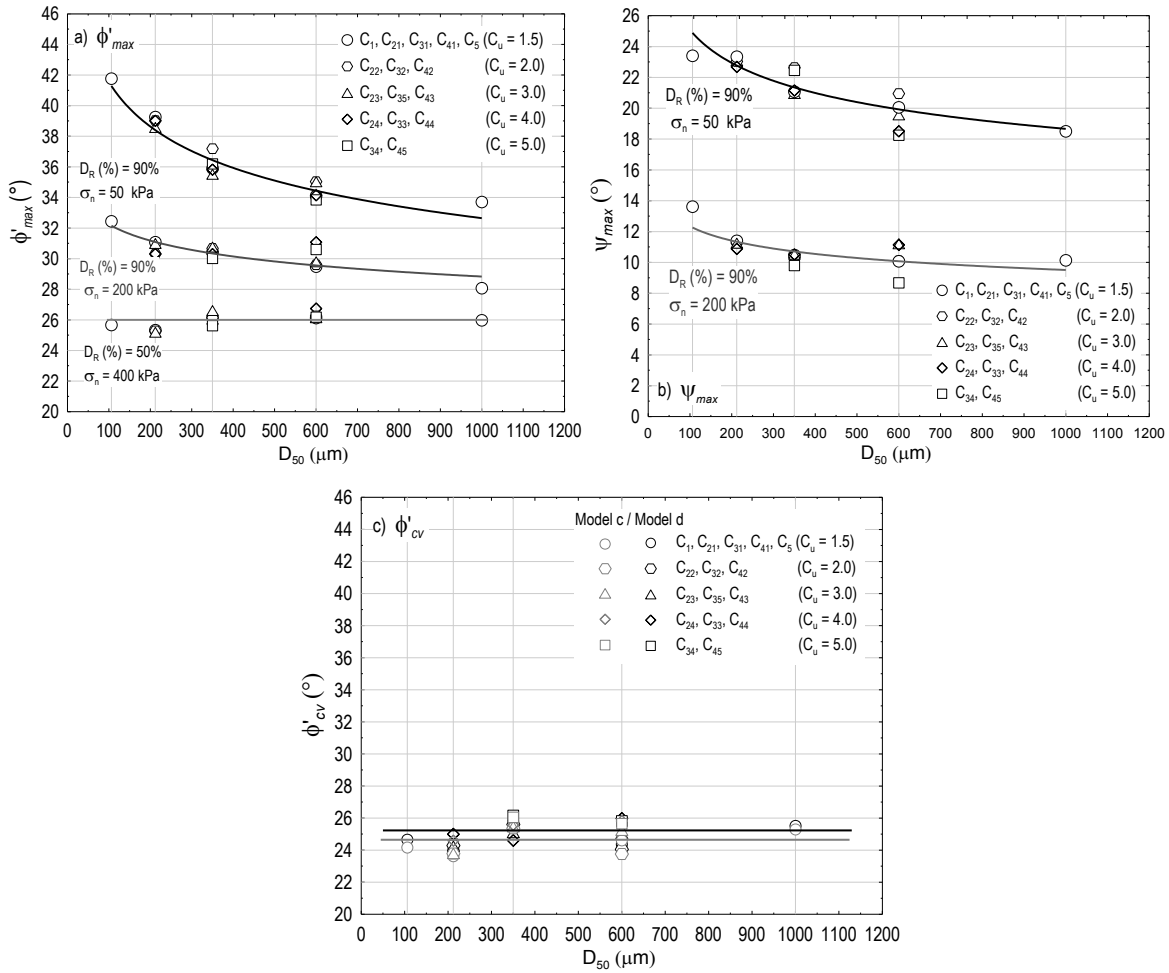 a) ϕ'max
C1, C21, C31, C41, C5 (Cu = 1.5)
C22, C32, C42 (Cu = 2.0)
C23, C35, C43 (Cu = 3.0)
C24, C33, C44 (Cu = 4.0)
C34, C45 (Cu = 5.0)
DR (%) = 90%
σn = 50 kPa
DR (%) = 90%
σn = 200 kPa
DR (%) = 50%
σn = 400 kPa
ϕ'max (°)
46
44
42
40
38
36
34
32
30
28
26
24
22
20
0 100 200 300 400 500 600 700 800 900 1000 1100 1200
D50 (μm)
ψmax (°)
26
24
22
20
18
16
14
12
10
8
6
4
2
0
DR (%) = 90%
σn = 50 kPa
DR (%) = 90%
σn = 200 kPa
C1, C21, C31, C41, C5 (Cu = 1.5)
C22, C32, C42 (Cu = 2.0)
C23, C35, C43 (Cu = 3.0)
C24, C33, C44 (Cu = 4.0)
C34, C45 (Cu = 5.0)
b) ψmax
0 100 200 300 400 500 600 700 800 900 1000 1100 1200
D50 (μm)
c) ϕ'cv
Model c / Model d
C1, C21, C31, C41, C5 (Cu = 1.5)
C22, C32, C42 (Cu = 2.0)
C23, C35, C43 (Cu = 3.0)
C24, C33, C44 (Cu = 4.0)
C34, C45 (Cu = 5.0)
ϕ'cv (°)
46
44
42
40
38
36
34
32
30
28
26
24
22
20
0 100 200 300 400 500 600 700 800 900 1000 1100 1200
D50 (μm)